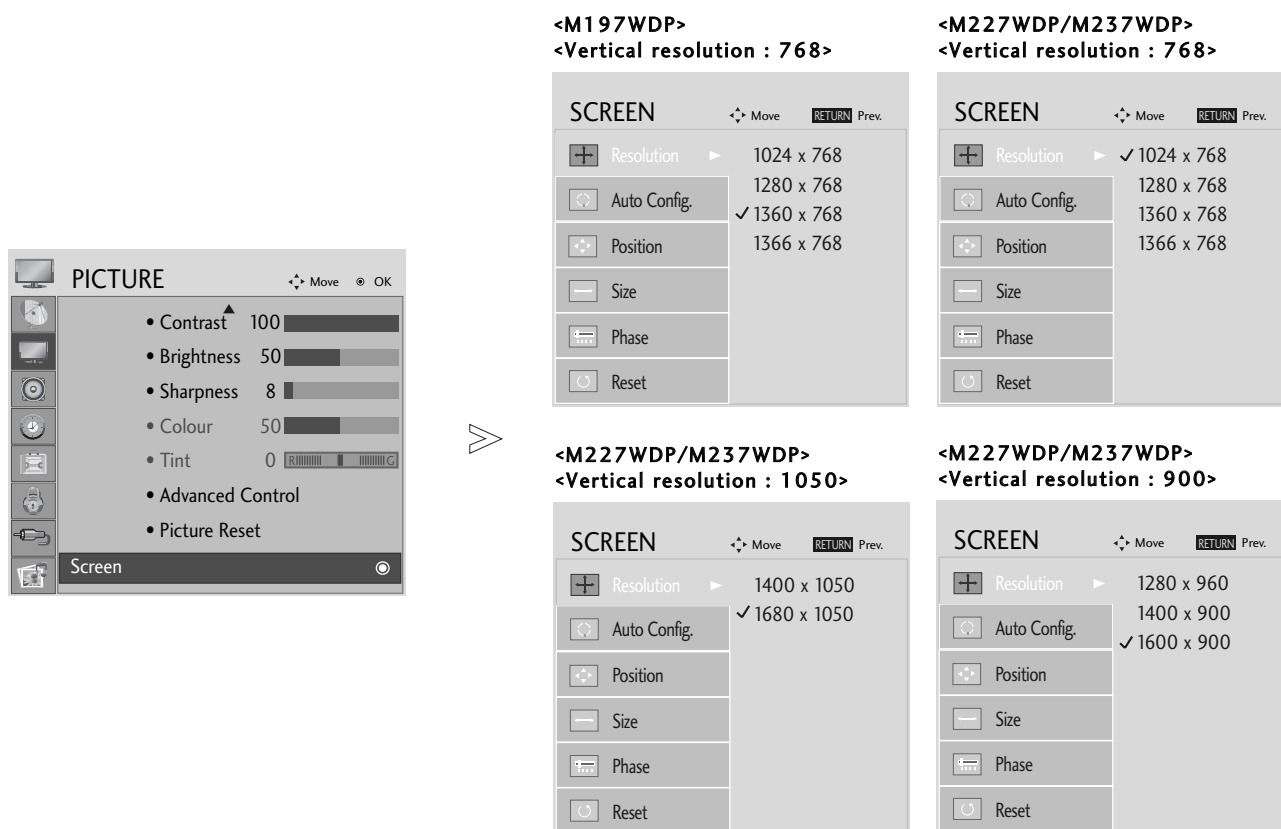 PICTURE Move OK
• Contrast 100
• Brightness 50
• Sharpness 8
• Colour 50
• Tint 0 R G
• Advanced Control
• Picture Reset
Screen
<M197WDP>
<Vertical resolution : 768>
SCREEN Move RETURN Prev.
Resolution 1024 x 768
1280 x 768
Auto Config.
✓ 1360 x 768
Position 1366 x 768
Size
Phase
Reset
<M227WDP/M237WDP>
<Vertical resolution : 768>
SCREEN Move RETURN Prev.
Resolution ✓ 1024 x 768
1280 x 768
Auto Config.
1360 x 768
Position 1366 x 768
Size
Phase
Reset
<M227WDP/M237WDP>
<Vertical resolution : 1050>
SCREEN Move RETURN Prev.
Resolution 1400 x 1050
✓ 1680 x 1050
Auto Config.
Position
Size
Phase
Reset
<M227WDP/M237WDP>
<Vertical resolution : 900>
SCREEN Move RETURN Prev.
Resolution 1280 x 960
1400 x 900
Auto Config.
✓ 1600 x 900
Position
Size
Phase
Reset